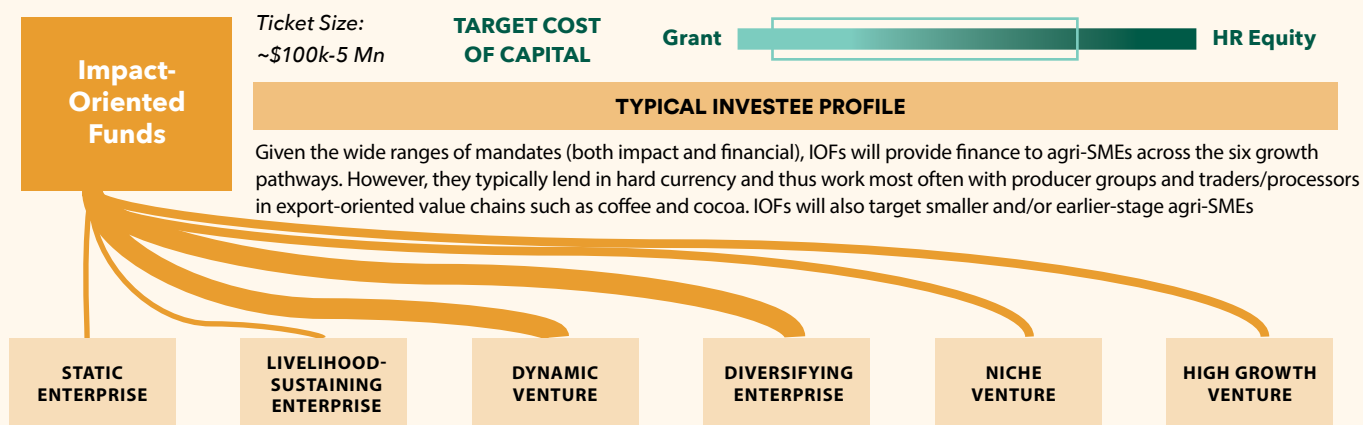 Impact-
Oriented
Funds
Ticket Size:
~$100k-5 Mn
TARGET COST
OF CAPITAL
Grant
HR Equity
TYPICAL INVESTEE PROFILE
Given the wide ranges of mandates (both impact and financial), IOFs will provide finance to agri-SMEs across the six growth
pathways. However, they typically lend in hard currency and thus work most often with producer groups and traders/processors
in export-oriented value chains such as coffee and cocoa. IOFs will also target smaller and/or earlier-stage agri-SMEs
STATIC
ENTERPRISE
LIVELIHOOD-
SUSTAINING
ENTERPRISE
DYNAMIC
VENTURE
DIVERSIFYING
ENTERPRISE
NICHE
VENTURE
HIGH GROWTH
VENTURE